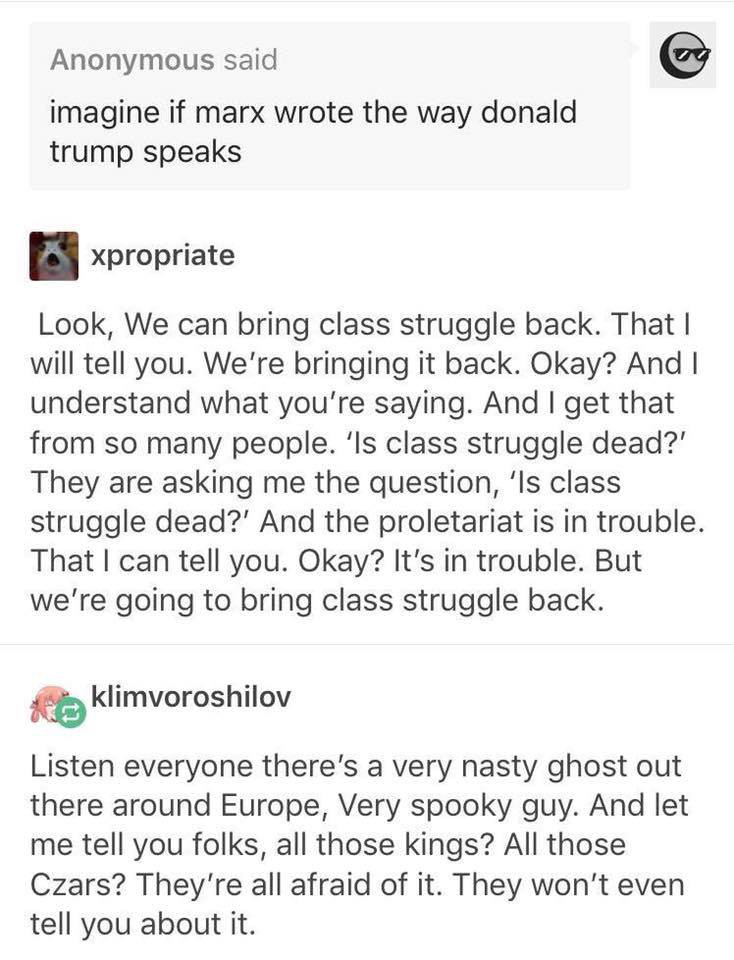 Anonymous said
imagine if marx wrote the way donald
trump speaks
xpropriate
Look, We can bring class struggle back. That I
will tell you. We’re bringing it back. Okay? And I
understand what you’re saying. And I get that
from so many people. ‘Is class struggle dead?’
They are asking me the question, ‘Is class
struggle dead?’ And the proletariat is in trouble.
That I can tell you. Okay? It’s in trouble. But
we’re going to bring class struggle back.
klimvoroshilov
Listen everyone there’s a very nasty ghost out
there around Europe, Very spooky guy. And let
me tell you folks, all those kings? All those
Czars? They’re all afraid of it. They won’t even
tell you about it.